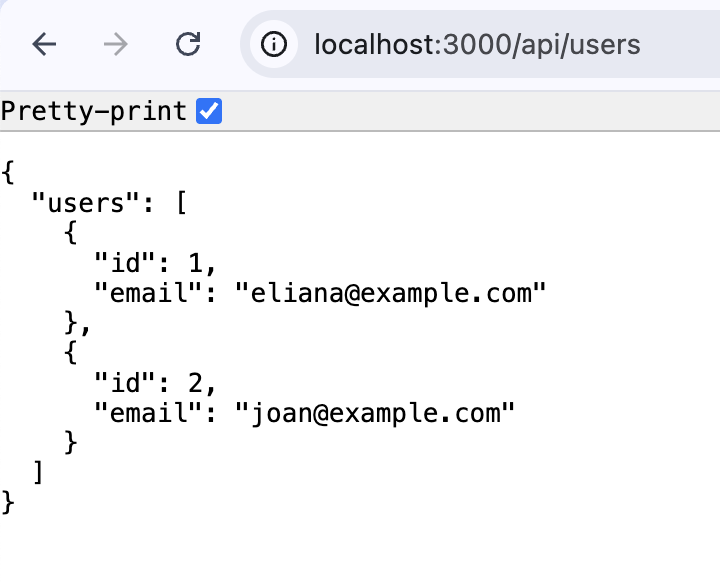 localhost:3000/api/users
Pretty-print
{
  "users": [
    {
      "id": 1,
      "email": "eliana@example.com"
    },
    {
      "id": 2,
      "email": "joan@example.com"
    }
  ]
}